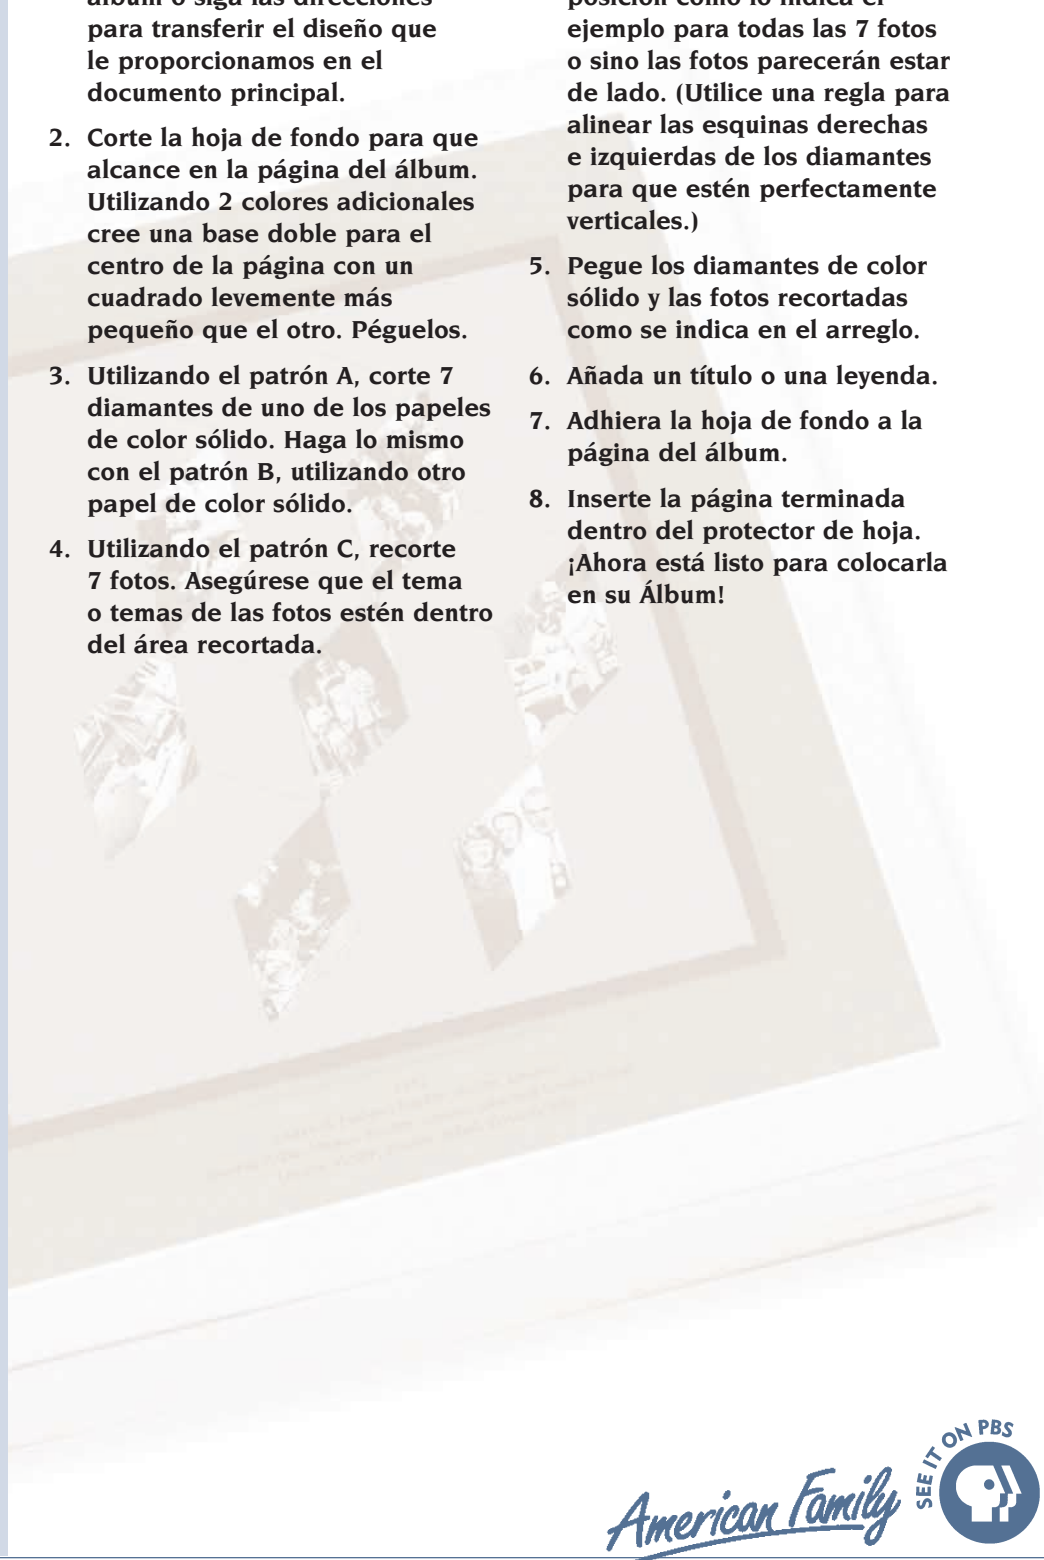 álbum o siga las direcciones
para transferir el diseño que
le proporcionamos en el
documento principal.
2. Corte la hoja de fondo para que
alcance en la página del álbum.
Utilizando 2 colores adicionales
cree una base doble para el
centro de la página con un
cuadrado levemente más
pequeño que el otro. Péguelos.
3. Utilizando el patrón A, corte 7
diamantes de uno de los papeles
de color sólido. Haga lo mismo
con el patrón B, utilizando otro
papel de color sólido.
4. Utilizando el patrón C, recorte
7 fotos. Asegúrese que el tema
o temas de las fotos estén dentro
del área recortada.
posición como lo indica el
ejemplo para todas las 7 fotos
o sino las fotos parecerán estar
de lado. (Utilice una regla para
alinear las esquinas derechas
e izquierdas de los diamantes
para que estén perfectamente
verticales.)
5. Pegue los diamantes de color
sólido y las fotos recortadas
como se indica en el arreglo.
6. Añada un título o una leyenda.
7. Adhiera la hoja de fondo a la
página del álbum.
8. Inserte la página terminada
dentro del protector de hoja.
¡Ahora está listo para colocarla
en su Álbum!
American Family
SEE IT ON PBS